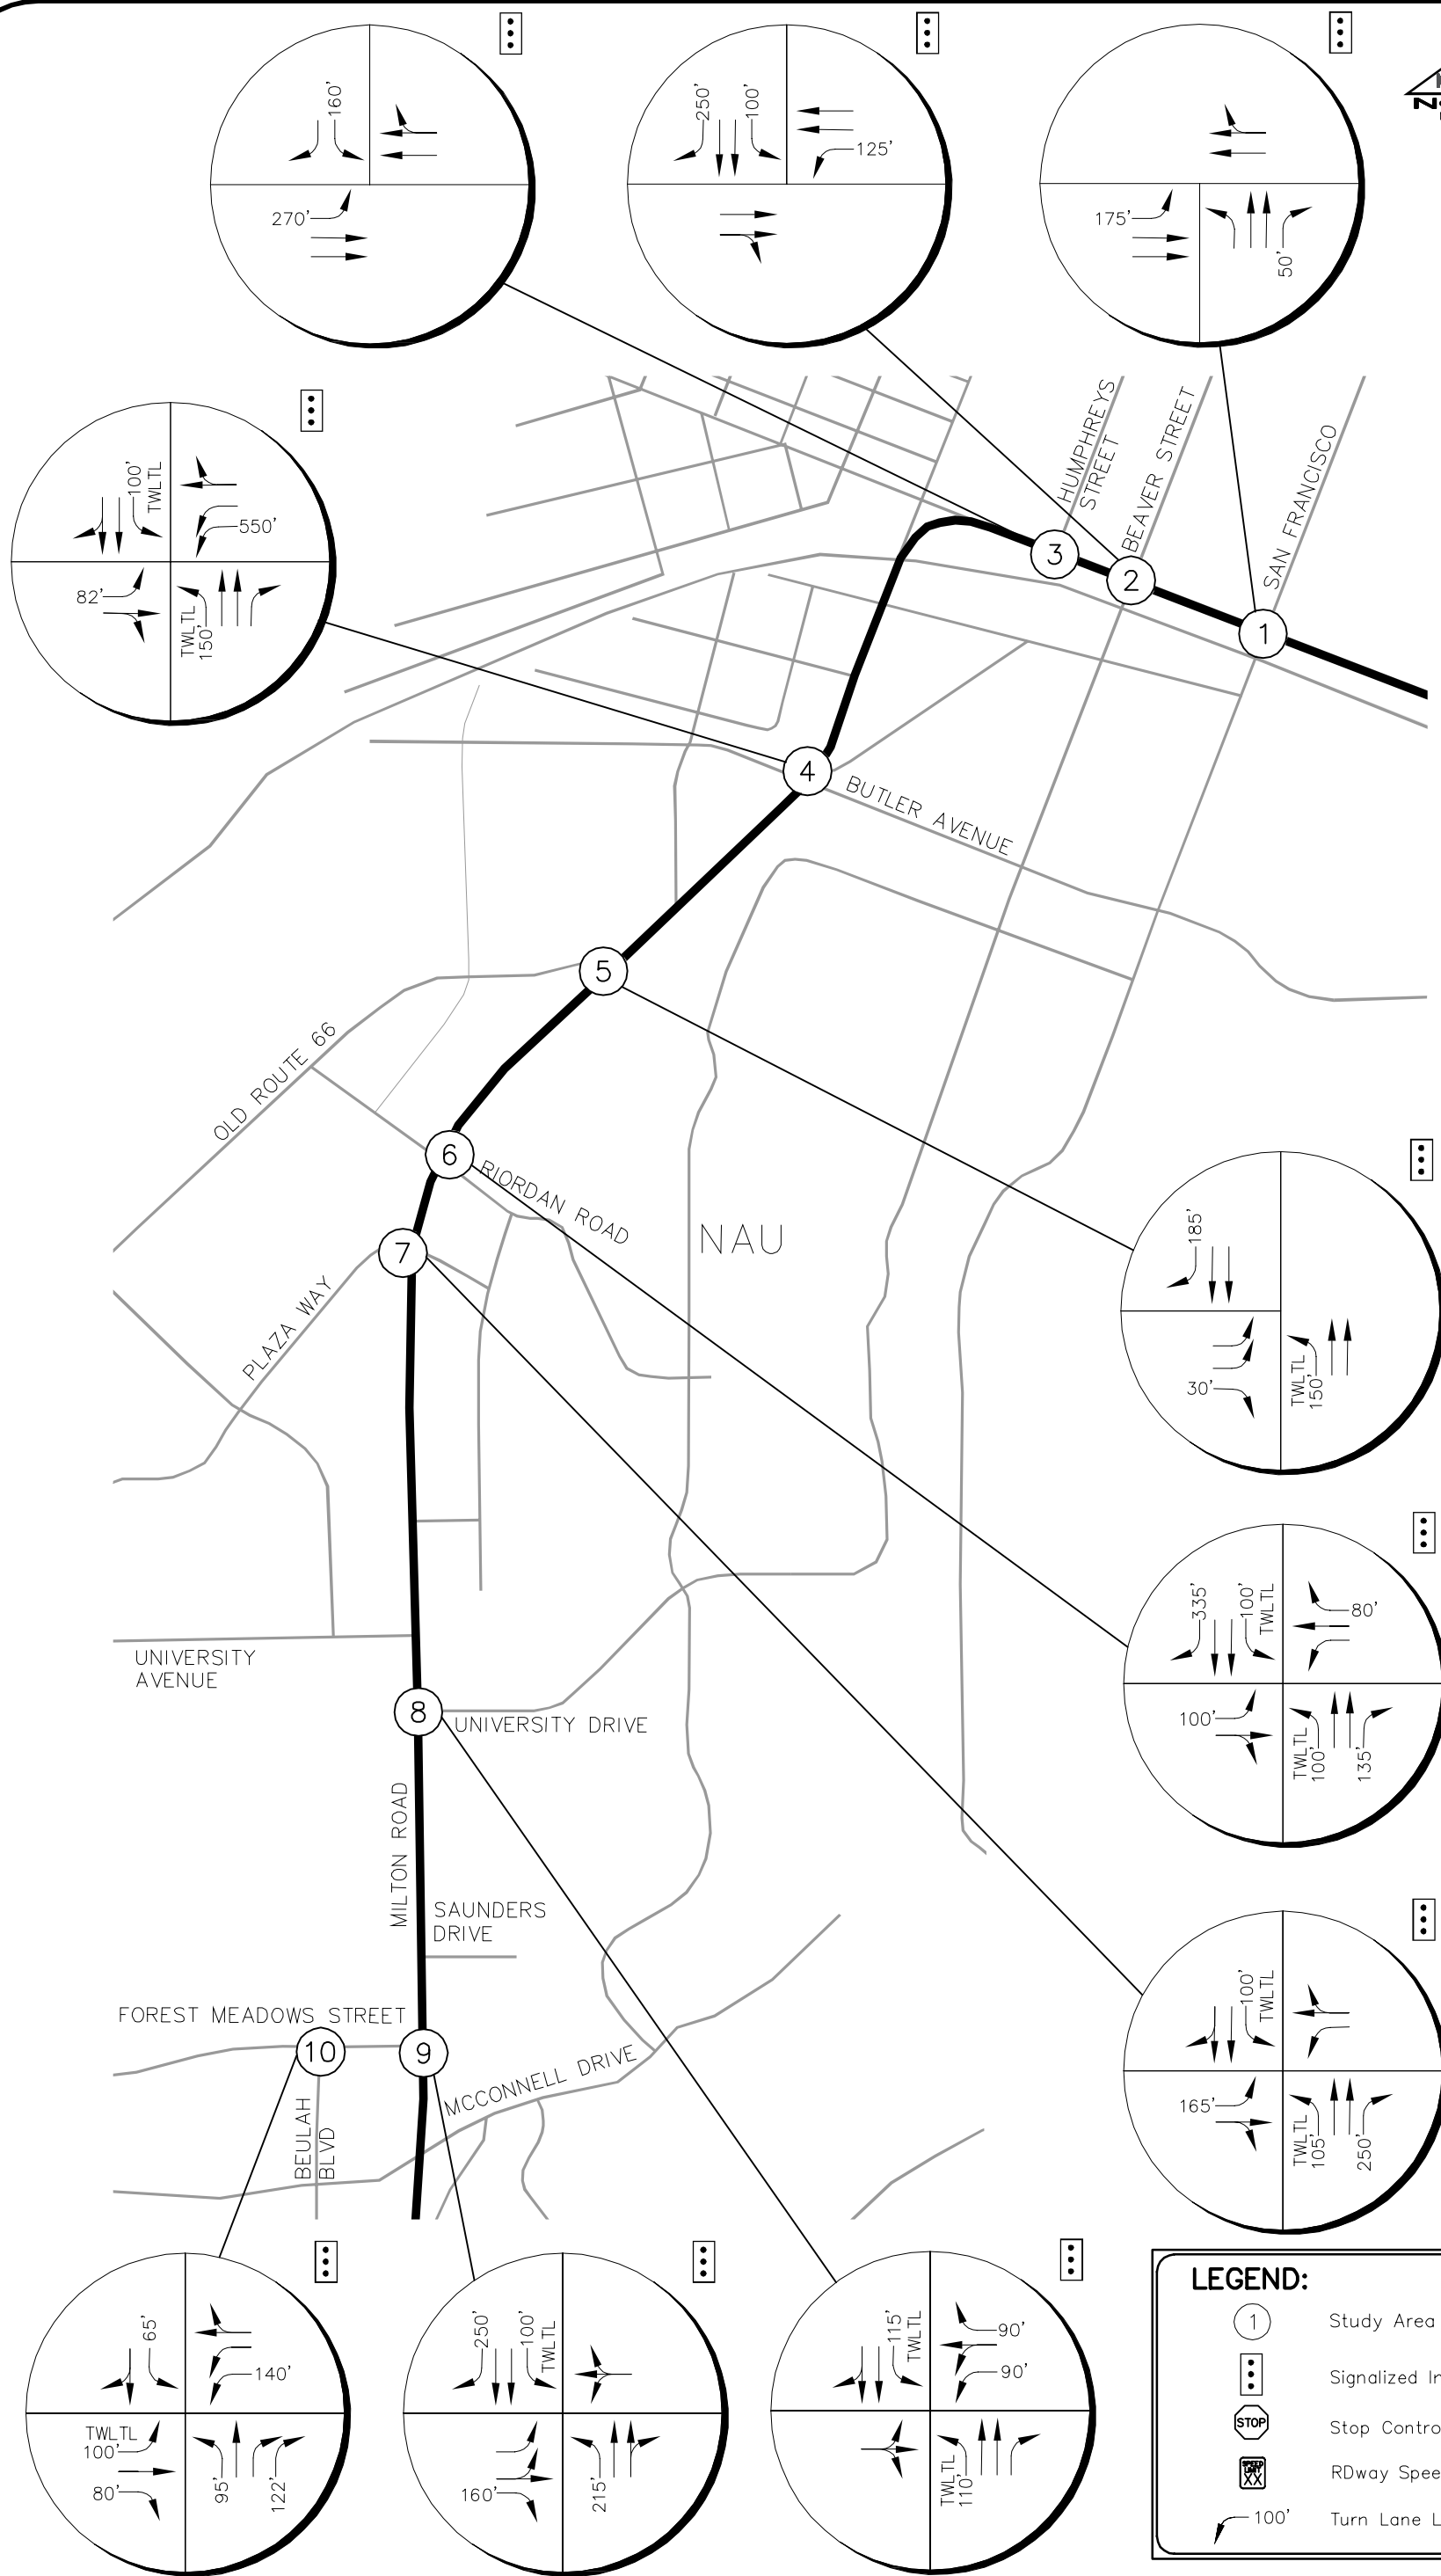 160'
270'
250'
100'
125'
175'
50'
N
100'
TWLTL
550'
82'
TWLTL
150'
HUMPHREYS
STREET
BEAVER STREET
SAN FRANCISCO
3
2
1
4
BUTLER AVENUE
5
OLD ROUTE 66
6
RIORDAN ROAD
NAU
7
PLAZA WAY
185'
30'
TWLTL
150'
335'
100'
TWLTL
80'
100'
TWLTL
100'
135'
UNIVERSITY
AVENUE
8
UNIVERSITY DRIVE
MILTON ROAD
SAUNDERS
DRIVE
100'
TWLTL
165'
TWLTL
105'
250'
FOREST MEADOWS STREET
10
9
MCCONNELL DRIVE
BEULAH
BLVD
65'
140'
TWLTL
100'
80'
95'
122'
250'
100'
TWLTL
160'
215'
115'
TWLTL
90'
90'
TWLTL
110'
LEGEND:
1 Study Area
Signalized
STOP Stop
SPEED LIMIT XX RDway
100' Turn Lane